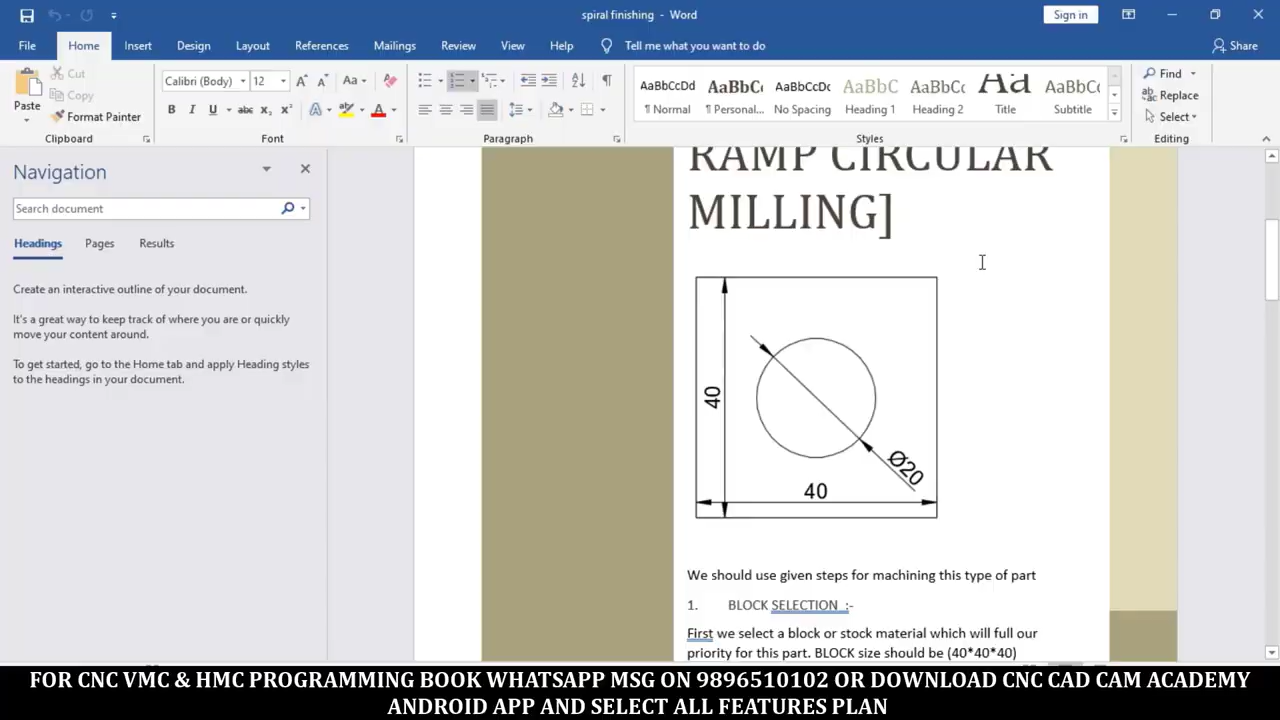 spiral finishing - Word
Sign in
File Home Insert Design Layout References Mailings Review View Help Tell me what you want to do Share
Paste
Cut
Copy
Format Painter
Clipboard
Calibri (Body) 12
Aa
B I U abc x₂ x² A A
Font
Paragraph
AaBbCcDd AaBbCc AaBbCcDc AaBbC AaBbCc Aa AaBbCc
¶ Normal ¶ Personal... No Spacing Heading 1 Heading 2 Title Subtitle
Styles
Find
Replace
Select
Editing
Navigation
Search document
Headings Pages Results
Create an interactive outline of your document.
It's a great way to keep track of where you are or quickly
move your content around.
To get started, go to the Home tab and apply Heading styles
to the headings in your document.
RAMP CIRCULAR
MILLING]
40
Ø20
40
We should use given steps for machining this type of part
1. BLOCK SELECTION :-
First we select a block or stock material which will full our
priority for this part. BLOCK size should be (40*40*40)
FOR CNC VMC & HMC PROGRAMMING BOOK WHATSAPP MSG ON 9896510102 OR DOWNLOAD CNC CAD CAM ACADEMY
ANDROID APP AND SELECT ALL FEATURES PLAN